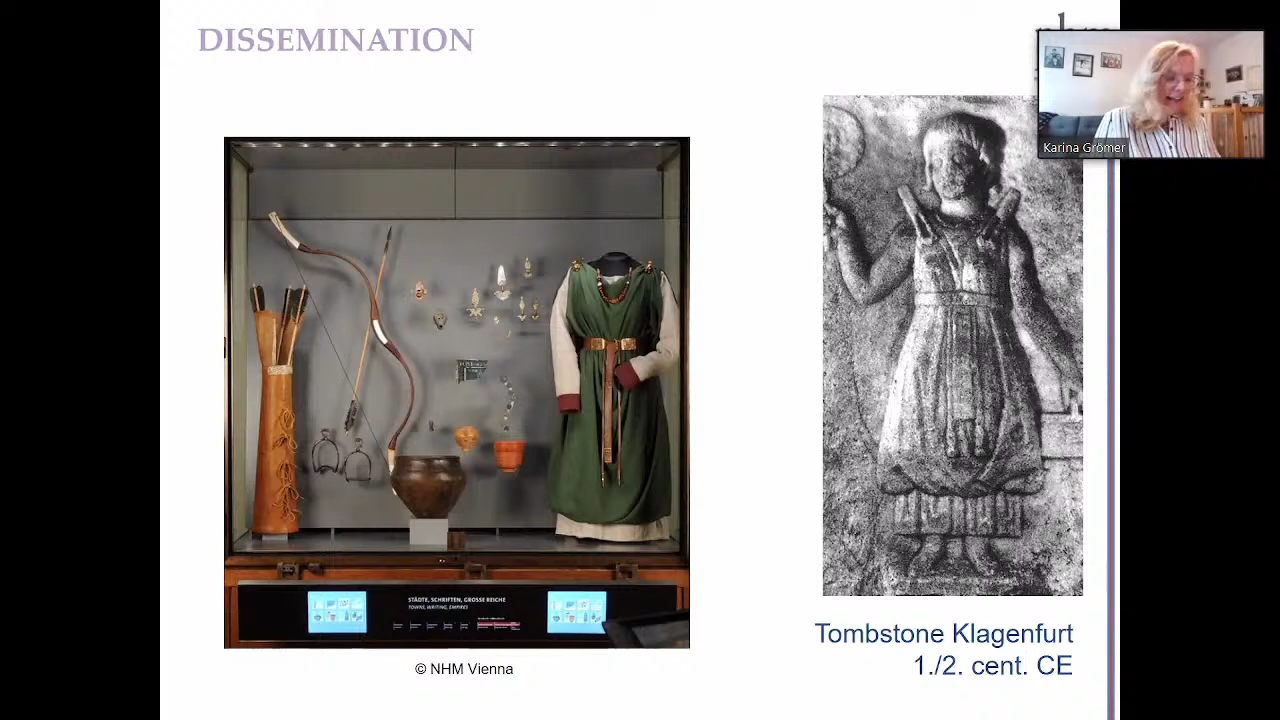 DISSEMINATION
Karina Grömer
STÄDTE, SCHRIFTEN, GROSSE REICHE
TOWNS, WRITING, EMPIRES
© NHM Vienna
Tombstone Klagenfurt
1./2. cent. CE